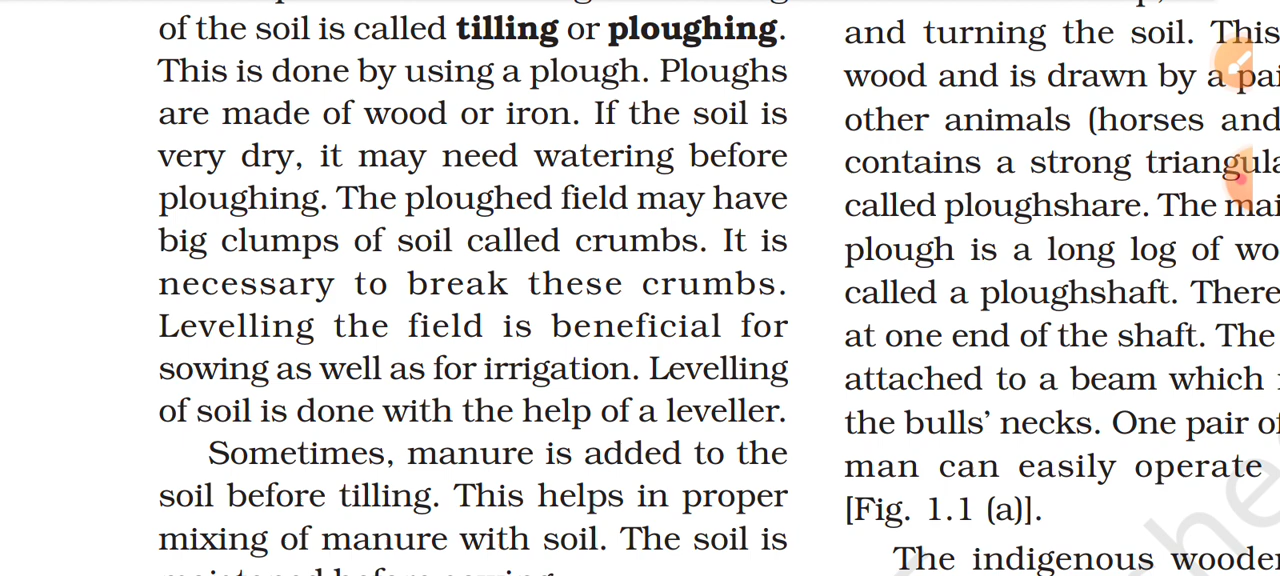 of the soil is called tilling or ploughing.
This is done by using a plough. Ploughs
are made of wood or iron. If the soil is
very dry, it may need watering before
ploughing. The ploughed field may have
big clumps of soil called crumbs. It is
necessary to break these crumbs.
Levelling the field is beneficial for
sowing as well as for irrigation. Levelling
of soil is done with the help of a leveller.
Sometimes, manure is added to the
soil before tilling. This helps in proper
mixing of manure with soil. The soil is
and turning the soil. This
wood and is drawn by a
other animals (horses and
contains a strong
called ploughshare. The
plough is a long log of
called a ploughshaft. There
at one end of the shaft. The
attached to a beam which
the bulls' necks. One pair
man can easily operate
[Fig. 1.1 (a)].
The indigenous